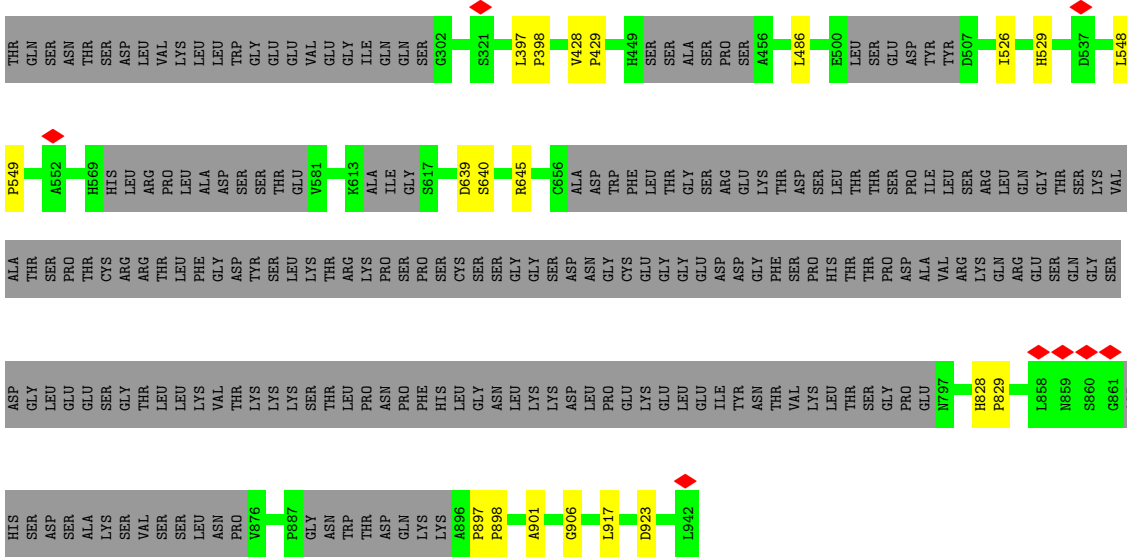 THR GLN SER ASN THR SER ASP LEU VAL LYS LEU LEU TRP GLY GLU GLU VAL GLU GLY ILE GLN GLN SER G302 S321 L397 P398 V428 P429 H449 SER SER ALA SER PRO SER A456 L486 E500 LEU SER GLU ASP TYR TYR D507 I526 H529 D537 L548
P549 A552 H569 HIS LEU ARG PRO LEU ALA ASP SER SER THR GLU V581 K613 ALA ILE GLY S617 D639 S640 R645 C656 ALA ASP TRP PHE LEU THR GLY SER ARG GLU LYS THR ASP SER LEU THR THR SER PRO ILE LEU SER ARG LEU GLN GLY THR SER LYS VAL
ALA THR SER PRO THR CYS ARG ARG THR LEU PHE GLY ASP TYR SER LEU LYS THR ARG LYS PRO SER PRO SER CYS SER SER GLY GLY SER ASP ASN GLY CYS GLU GLY GLY GLU ASP ASP GLY PHE SER PRO HIS THR THR PRO ASP ALA VAL ARG LYS GLN ARG GLU SER GLN GLY SER
ASP GLY LEU GLU GLU SER GLY THR LEU LEU LYS VAL THR LYS LYS LYS SER THR LEU PRO ASN PRO PHE HIS LEU GLY ASN LEU LYS LYS ASP LEU PRO GLU LYS GLU LEU GLU ILE TYR ASN THR VAL LYS LEU THR SER GLY PRO GLU N797 H828 P829 L858 N859 S860 G861
HIS SER ASP SER ALA LYS SER VAL SER SER LEU ASN PRO V876 P887 GLY ASN TRP THR ASP GLN LYS LYS A896 P897 P898 A901 G906 L917 D923 L942